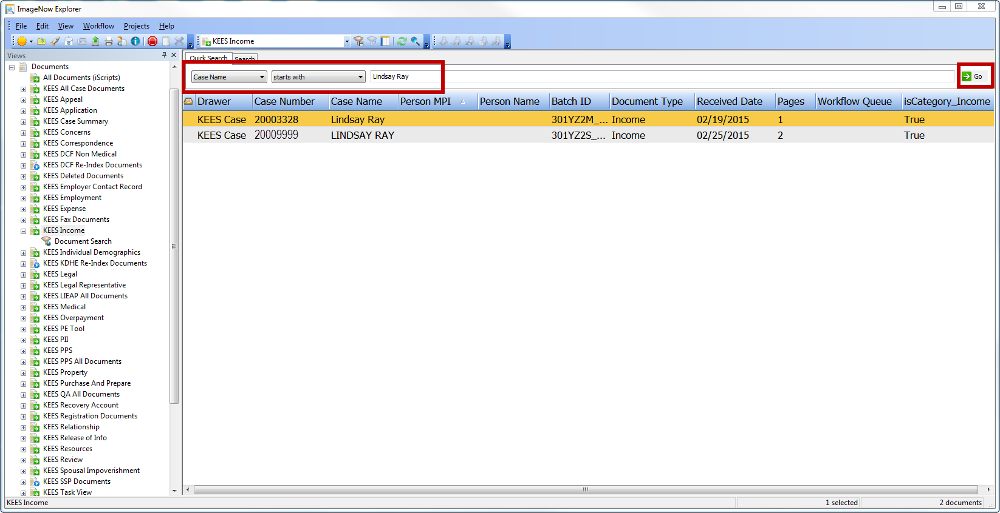 ImageNow Explorer
File Edit View Workflow Projects Help
KEES Income
Views
Documents
All Documents (iScripts)
KEES All Case Documents
KEES Appeal
KEES Application
KEES Case Summary
KEES Concerns
KEES Correspondence
KEES DCF Non Medical
KEES DCF Re-Index Documents
KEES Deleted Documents
KEES Employer Contact Record
KEES Employment
KEES Expense
KEES Fax Documents
KEES Income
Document Search
KEES Individual Demographics
KEES KDHE Re-Index Documents
KEES Legal
KEES Legal Representative
KEES LIEAP All Documents
KEES Medical
KEES Overpayment
KEES PE Tool
KEES PII
KEES PPS
KEES PPS All Documents
KEES Property
KEES Purchase And Prepare
KEES QA All Documents
KEES Recovery Account
KEES Registration Documents
KEES Relationship
KEES Release of Info
KEES Resources
KEES Review
KEES Spousal Impoverishment
KEES SSP Documents
KEES Task View
Quick Search Search
Case Name starts with Lindsay Ray Go
Drawer Case Number Case Name Person MPI Person Name Batch ID Document Type Received Date Pages Workflow Queue isCategory_Income
KEES Case 20003328 Lindsay Ray 301YZ2M_... Income 02/19/2015 1 True
KEES Case 20009999 LINDSAY RAY 301YZ2S_... Income 02/25/2015 2 True
KEES Income 1 selected 2 documents